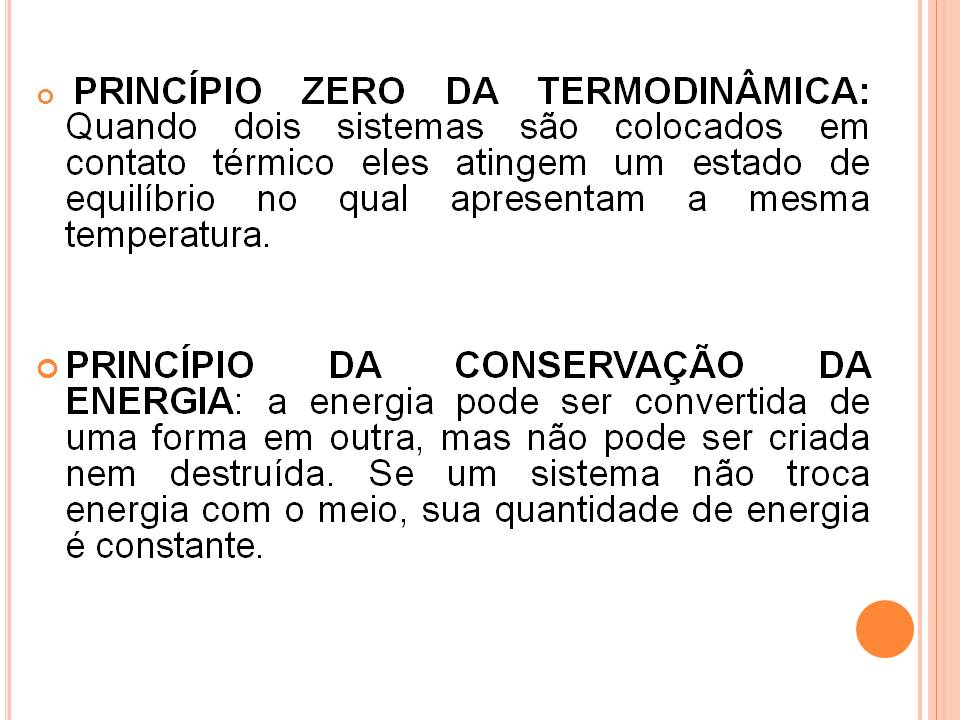 PRINCÍPIO ZERO DA TERMODINÂMICA:
Quando dois sistemas são colocados em
contato térmico eles atingem um estado de
equilíbrio no qual apresentam a mesma
temperatura.
PRINCÍPIO DA CONSERVAÇÃO DA
ENERGIA: a energia pode ser convertida de
uma forma em outra, mas não pode ser criada
nem destruída. Se um sistema não troca
energia com o meio, sua quantidade de energia
é constante.